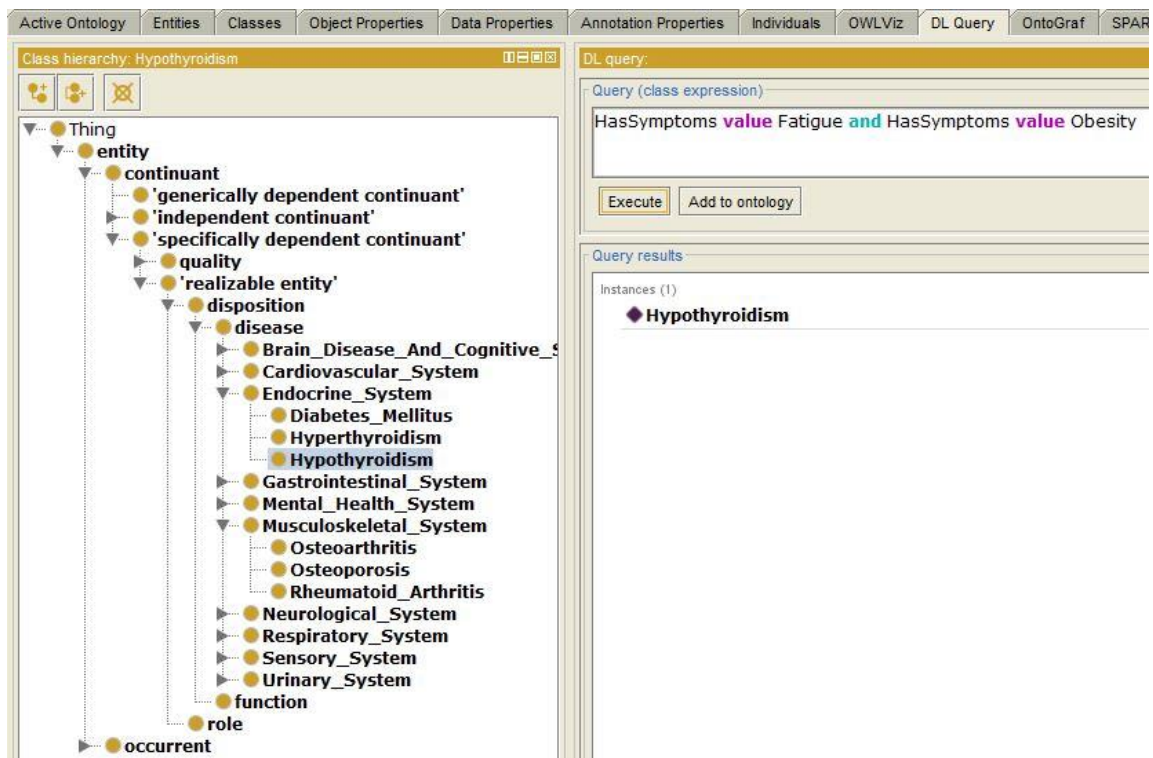 Active Ontology Entities Classes Object Properties Data Properties Annotation Properties Individuals OWLViz DL Query OntoGraf SPAR
Class hierarchy: Hypothyroidism
Thing
entity
continuant
'generically dependent continuant'
'independent continuant'
'specifically dependent continuant'
quality
'realizable entity'
disposition
disease
Brain_Disease_And_Cognitive_S
Cardiovascular_System
Endocrine_System
Diabetes_Mellitus
Hyperthyroidism
Hypothyroidism
Gastrointestinal_System
Mental_Health_System
Musculoskeletal_System
Osteoarthritis
Osteoporosis
Rheumatoid_Arthritis
Neurological_System
Respiratory_System
Sensory_System
Urinary_System
function
role
occurrent
DL query:
Query (class expression)
HasSymptoms value Fatigue and HasSymptoms value Obesity
Execute Add to ontology
Query results
Instances (1)
Hypothyroidism